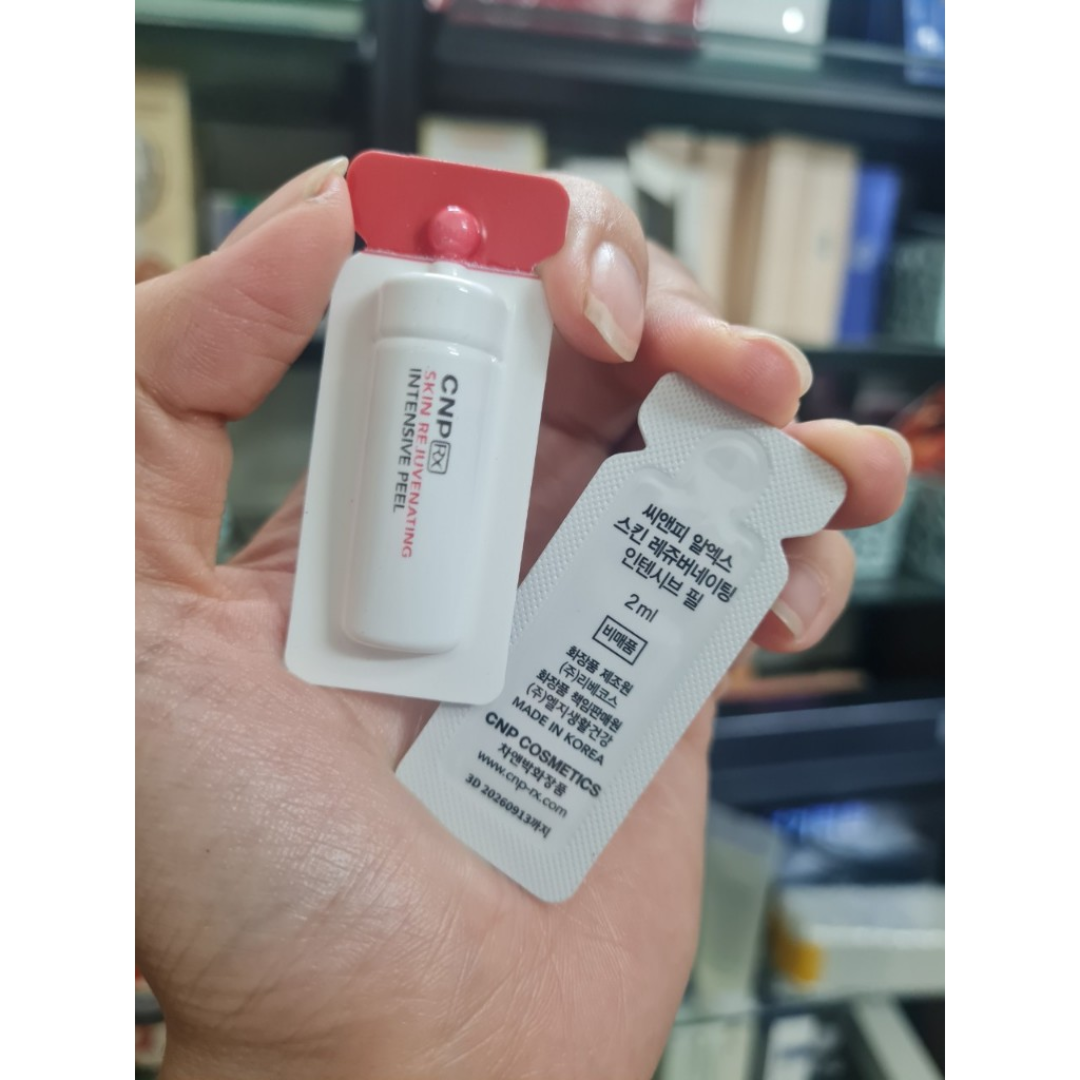 CNP Rx
SKIN REJUVENATING
INTENSIVE PEEL
씨앤피 알엑스
스킨 레쥬버네이팅
인텐시브 필
2ml
비매품
화장품 제조원
(주)리베코스
화장품 책임판매원
(주)엘지생활건강
MADE IN KOREA
CNP COSMETICS
차앤박화장품
www.cnp-rx.com
3D 20260913까지